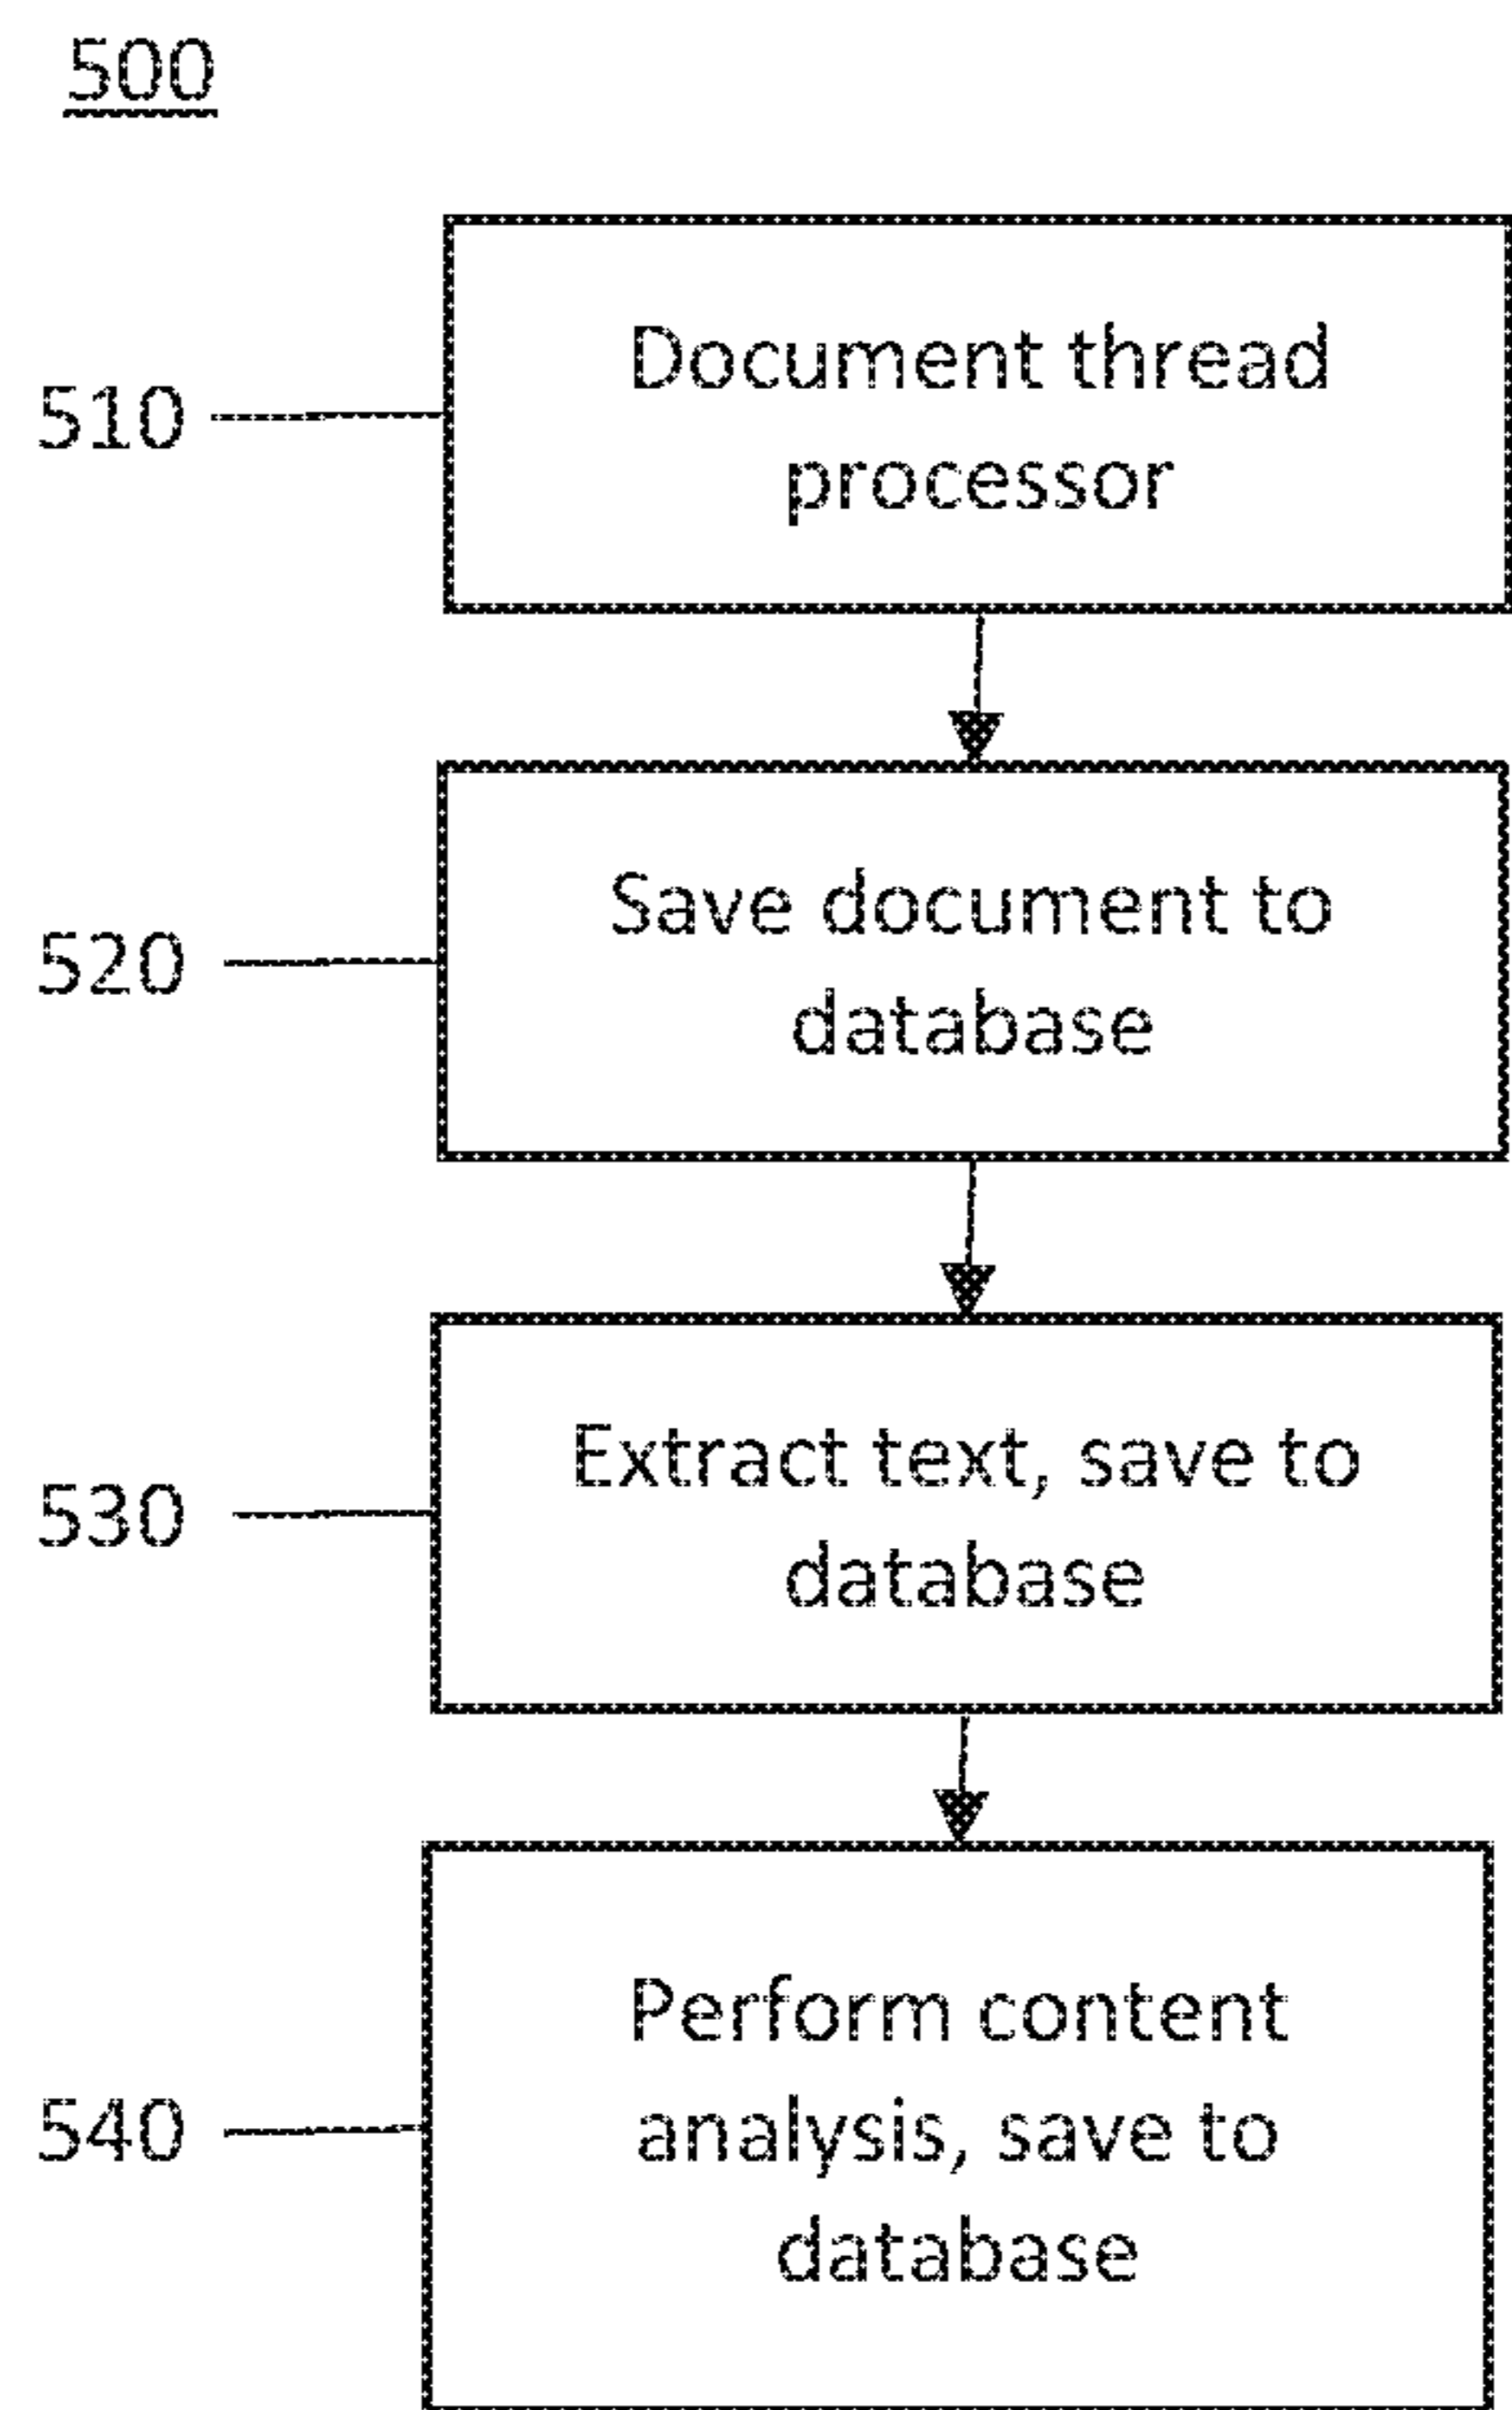 500
510
Document thread
processor
520
Save document to
database
530
Extract text, save to
database
540
Perform content
analysis, save to
database